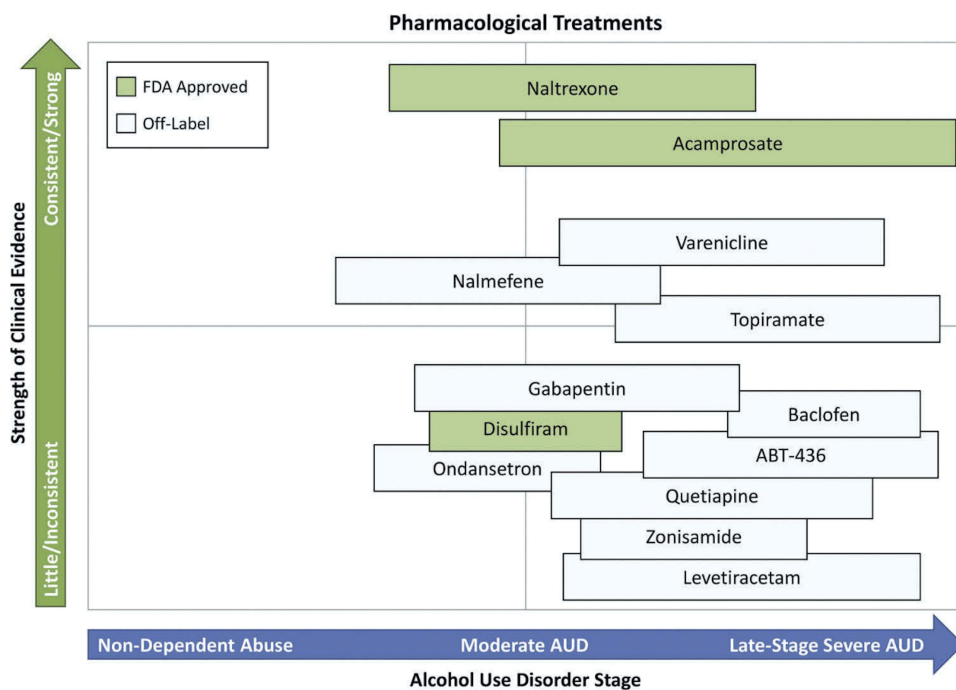 Pharmacological Treatments
FDA Approved
Off-Label
Naltrexone
Acamprosate
Varenicline
Nalmefene
Topiramate
Gabapentin
Baclofen
Disulfiram
ABT-436
Ondansetron
Quetiapine
Zonisamide
Levetiracetam
Strength of Clinical Evidence
Consistent/Strong
Little/Inconsistent
Non-Dependent Abuse
Moderate AUD
Late-Stage Severe AUD
Alcohol Use Disorder Stage